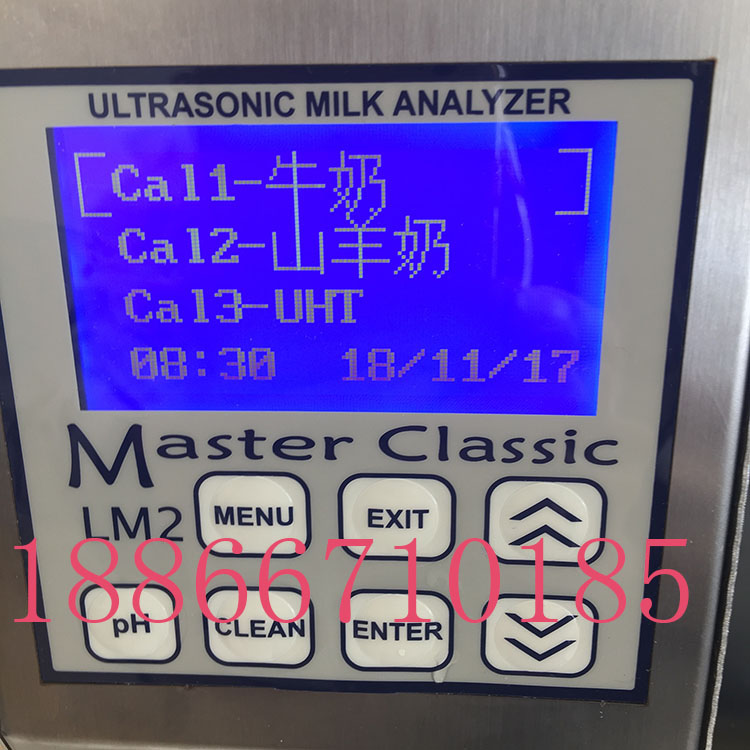 ULTRASONIC MILK ANALYZER
[Cal1-牛奶 ]
Cal2-山羊奶
Cal3-UHT
08:30 18/11/17
Master Classic
LM2 MENU EXIT
18866710185
pH CLEAN ENTER